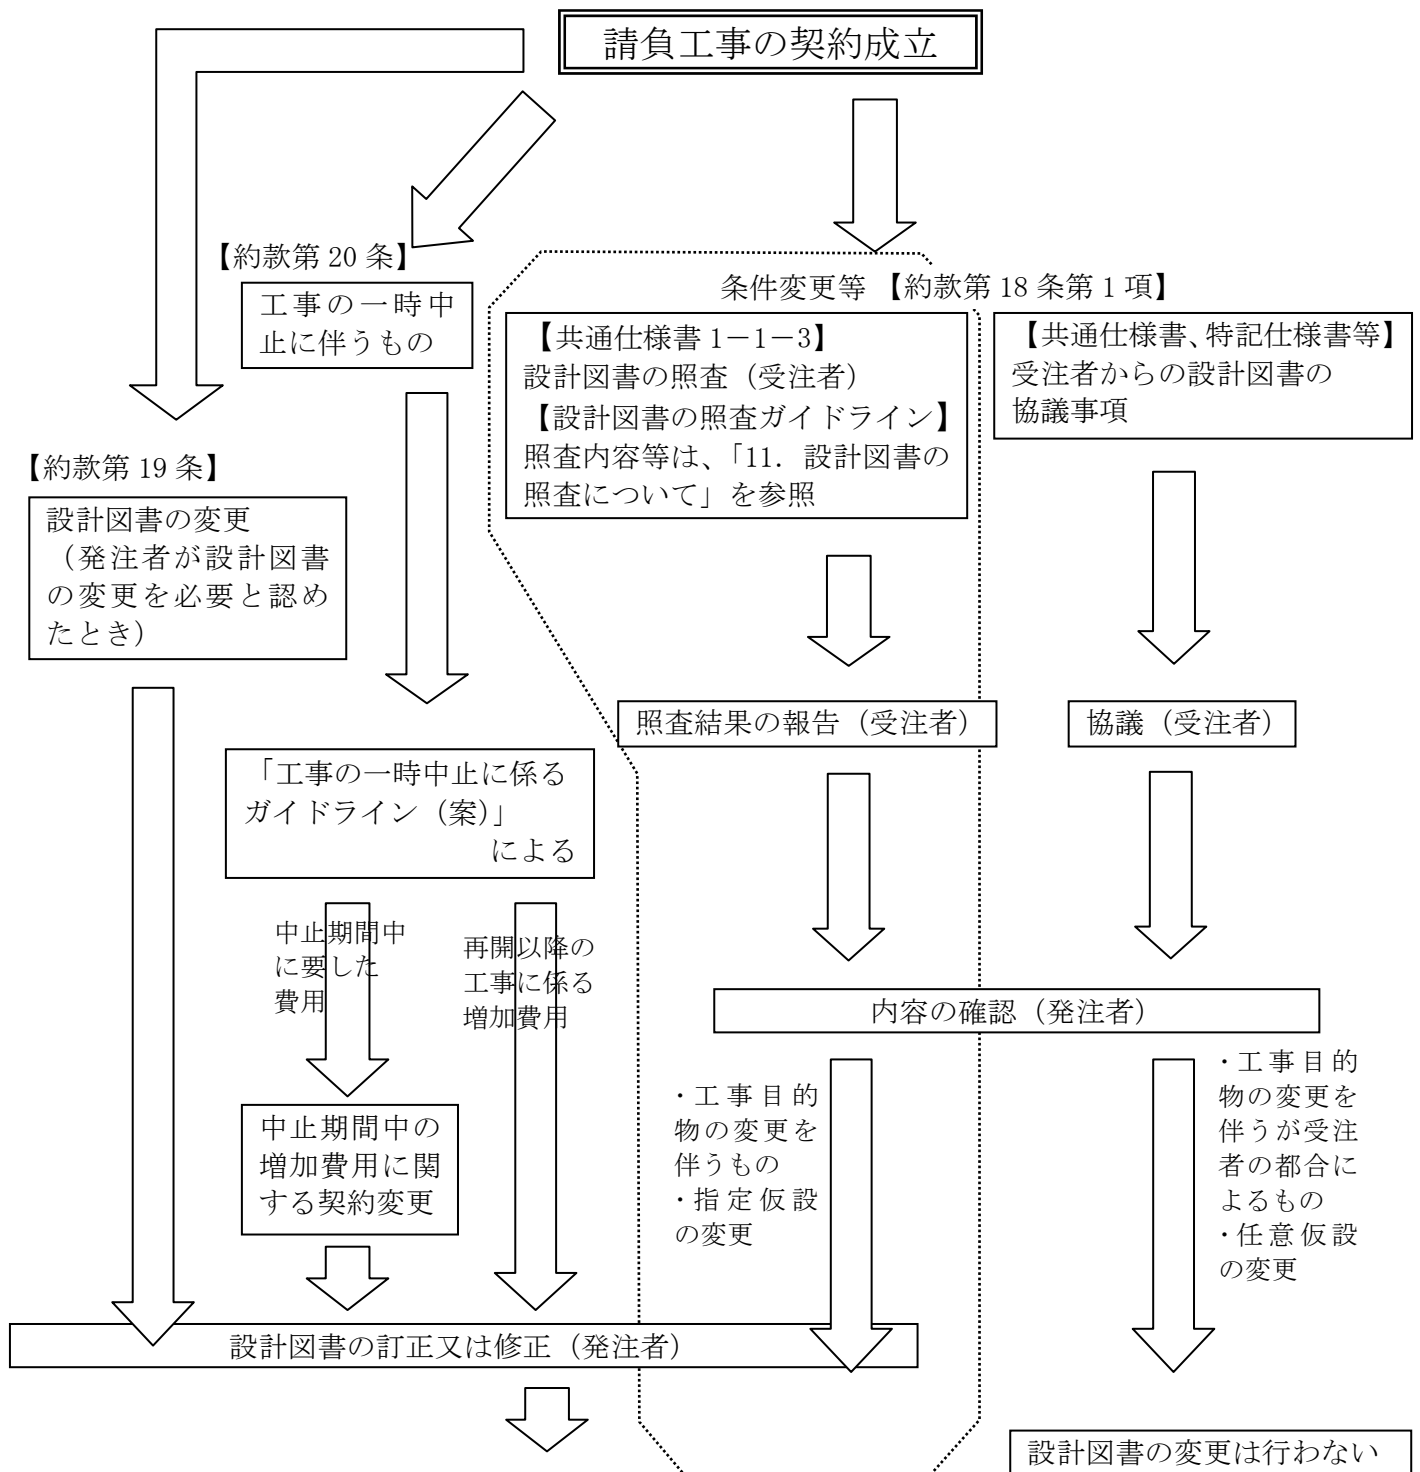 請負工事の契約成立
【約款第 20 条】
工事の一時中
止に伴うもの
条件変更等 【約款第 18 条第 1 項】
【共通仕様書 1－1－3】
設計図書の照査（受注者）
【設計図書の照査ガイドライン】
照査内容等は、「11．設計図書の
照査について」を参照
【共通仕様書、特記仕様書等】
受注者からの設計図書の
協議事項
【約款第 19 条】
設計図書の変更
（発注者が設計図書
の変更を必要と認め
たとき）
照査結果の報告（受注者）
協議（受注者）
「工事の一時中止に係る
ガイドライン（案）」
による
中止期間中
に要した
費用
再開以降の
工事に係る
増加費用
内容の確認（発注者）
中止期間中の
増加費用に関
する契約変更
・工事目的
物の変更を
伴うもの
・指定仮設
の変更
・工事目的
物の変更を
伴うが受注
者の都合に
よるもの
・任意仮設
の変更
設計図書の訂正又は修正（発注者）
設計図書の変更は行わない